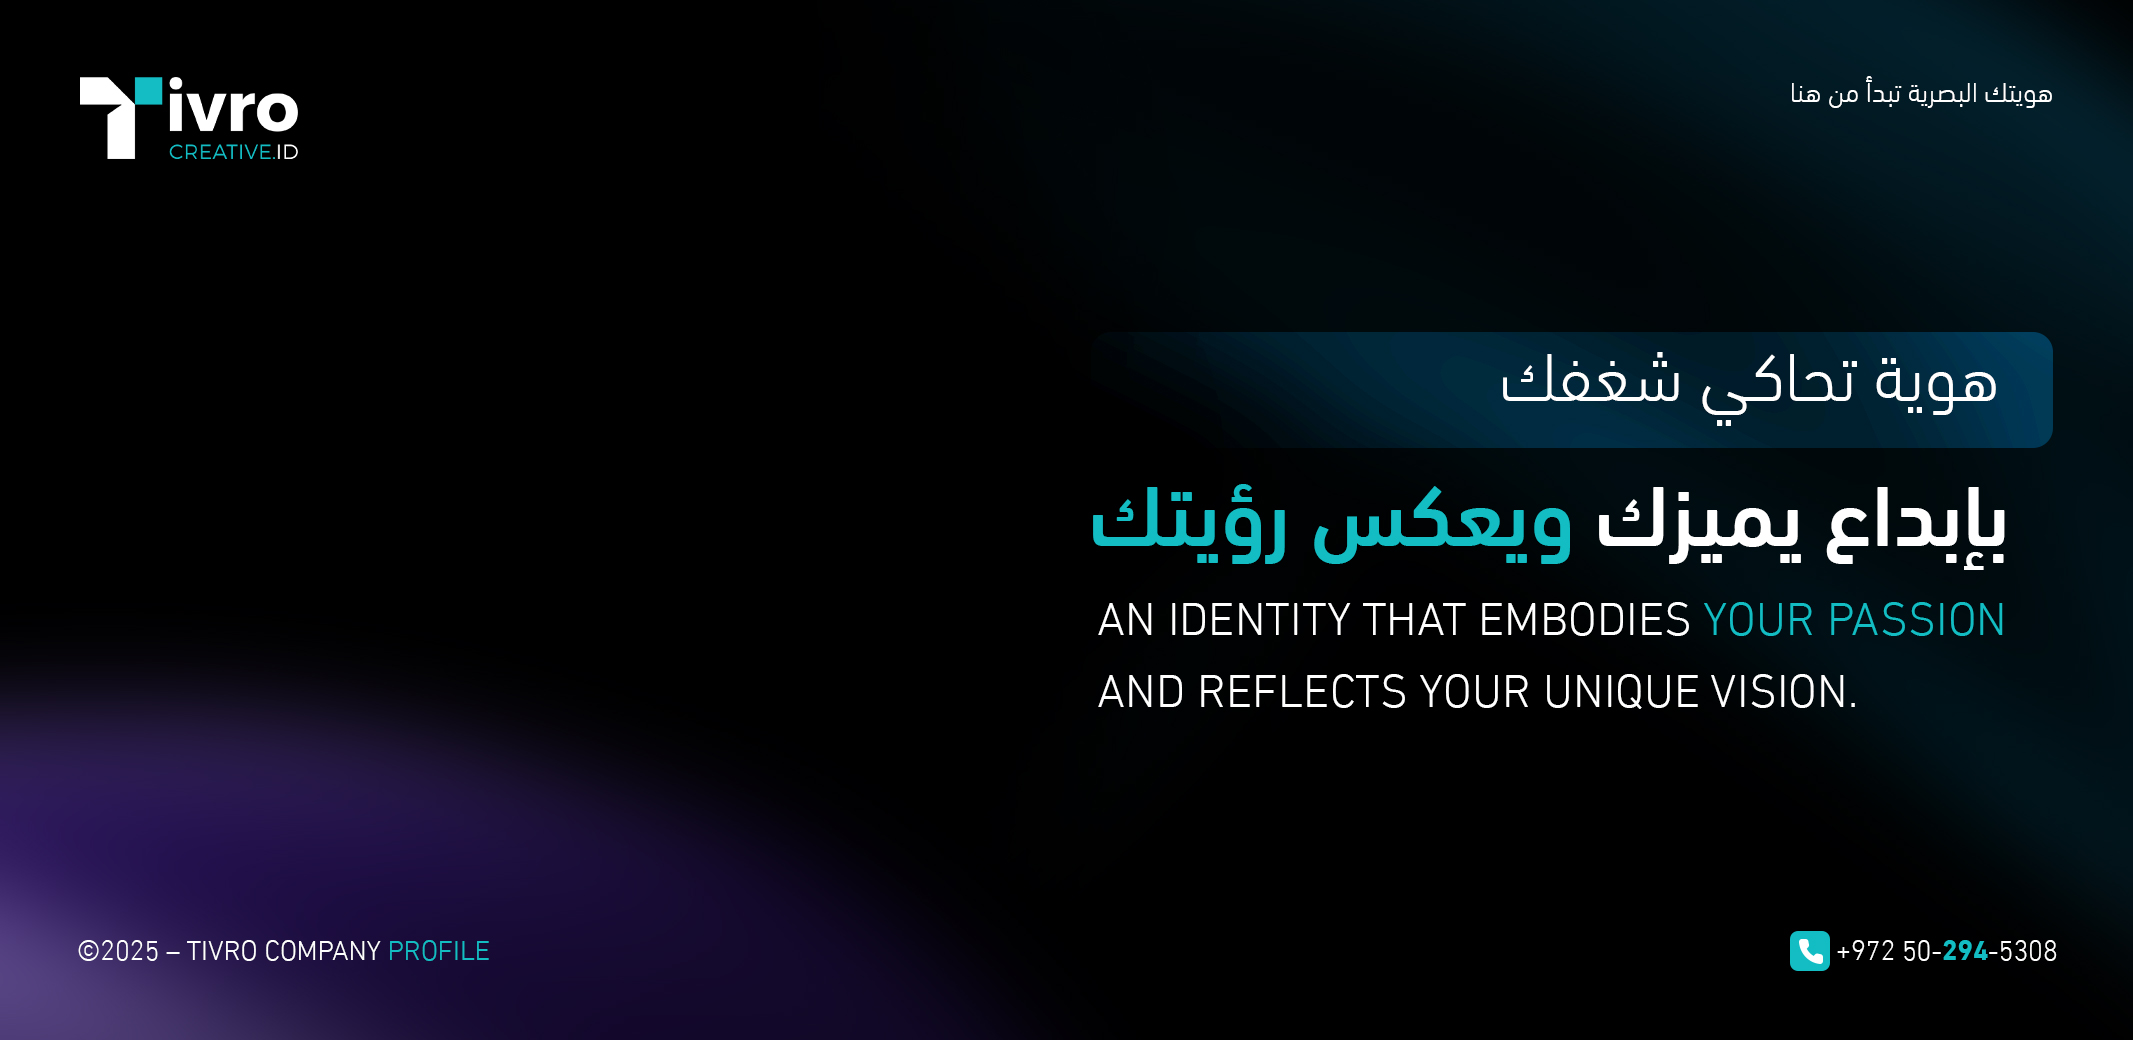 Tivro
CREATIVE.ID
هويتك البصرية تبدأ من هنا
هوية تحاكي شغفك
بإبداع يميزك ويعكس رؤيتك
AN IDENTITY THAT EMBODIES YOUR PASSION
AND REFLECTS YOUR UNIQUE VISION.
©2025 – TIVRO COMPANY PROFILE
+972 50-294-5308